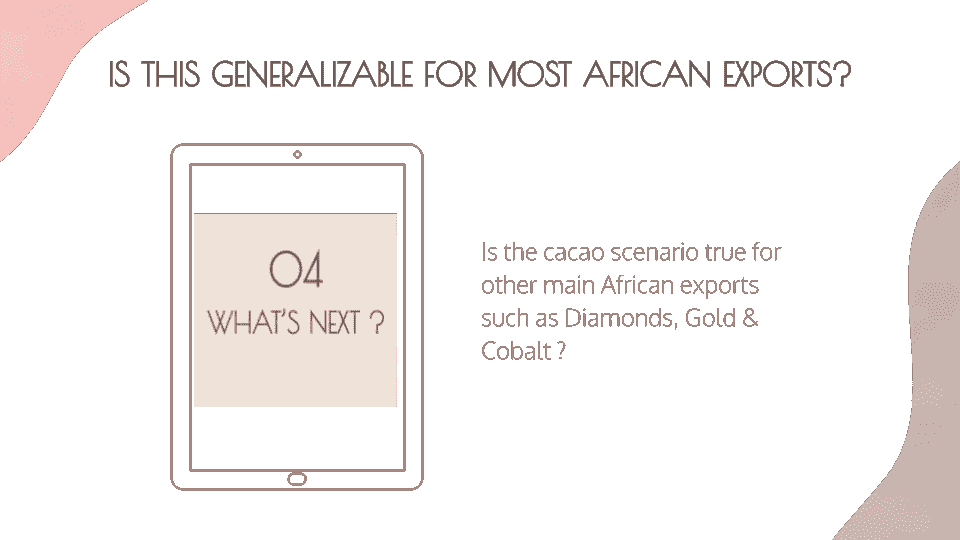 IS THIS GENERALIZABLE FOR MOST AFRICAN EXPORTS?
04
WHAT'S NEXT ?
Is the cacao scenario true for
other main African exports
such as Diamonds, Gold &
Cobalt ?